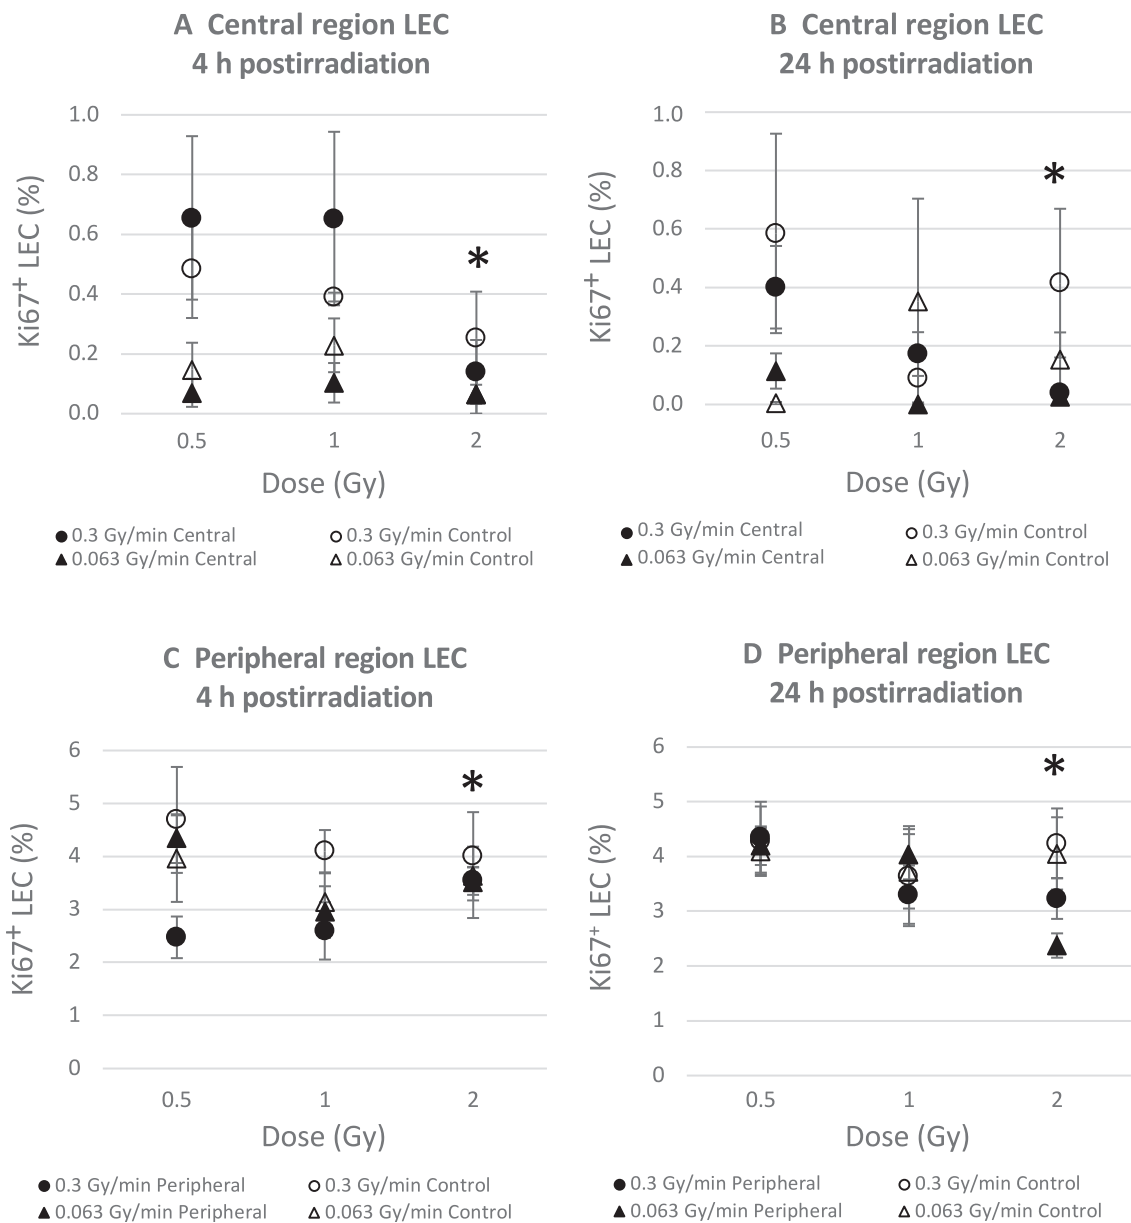 A Central region LEC
4 h postirradiation
1.0
0.8
0.6
0.4
0.2
0.0
Ki67+ LEC (%)
*
0.5 1 2
Dose (Gy)
0.3 Gy/min Central 0.3 Gy/min Control
0.063 Gy/min Central 0.063 Gy/min Control
B Central region LEC
24 h postirradiation
1.0
0.8
0.6
0.4
0.2
0.0
Ki67+ LEC (%)
*
0.5 1 2
Dose (Gy)
0.3 Gy/min Central 0.3 Gy/min Control
0.063 Gy/min Central 0.063 Gy/min Control
C Peripheral region LEC
4 h postirradiation
6
5
4
3
2
1
0
Ki67+ LEC (%)
*
0.5 1 2
Dose (Gy)
0.3 Gy/min Peripheral 0.3 Gy/min Control
0.063 Gy/min Peripheral 0.063 Gy/min Control
D Peripheral region LEC
24 h postirradiation
6
5
4
3
2
1
0
Ki67+ LEC (%)
*
0.5 1 2
Dose (Gy)
0.3 Gy/min Peripheral 0.3 Gy/min Control
0.063 Gy/min Peripheral 0.063 Gy/min Control